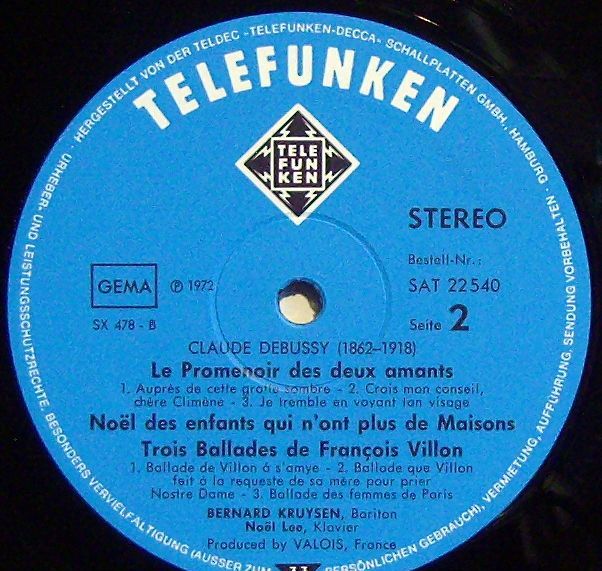 HERGESTELLT VON DER TELDEC »TELEFUNKEN-DECCA« SCHALLPLATTEN GMBH, HAMBURG · URHEBER- UND LEISTUNGSSCHUTZRECHTE, BESONDERS VERVIELFÄLTIGUNG (AUSSER ZUM PERSÖNLICHEN GEBRAUCH), VERMIETUNG, AUFFÜHRUNG, SENDUNG VORBEHALTEN ·
TELEFUNKEN
TELE
FUN
KEN
STEREO
Bestell-Nr.:
GEMA
℗ 1972
SAT 22 540
SX 478 - B
Seite 2
CLAUDE DEBUSSY (1862–1918)
Le Promenoir des deux amants
1. Auprès de cette grotte sombre - 2. Crois mon conseil,
chère Climène - 3. Je tremble en voyant ton visage
Noël des enfants qui n'ont plus de Maisons
Trois Ballades de François Villon
1. Ballade de Villon á s'amye - 2. Ballade que Villon
feit á la requeste de sa mère pour prier
Nostre Dame - 3. Ballade des femmes de Paris
BERNARD KRUYSEN, Bariton
Noël Lee, Klavier
Produced by VALOIS, France
33